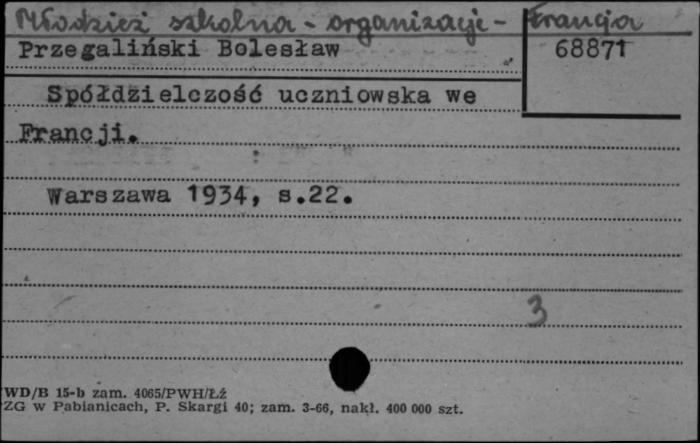 Młodzież szkolna - organizacje - Francja
Przegaliński Bolesław 68871
Spółdzielczość uczniowska we
Francji.
Warszawa 1934, s.22.
3
WD/B 15-b zam. 4065/PWH/Łź
ZG w Pabianicach, P. Skargi 40; zam. 3-66, nakł. 400 000 szt.